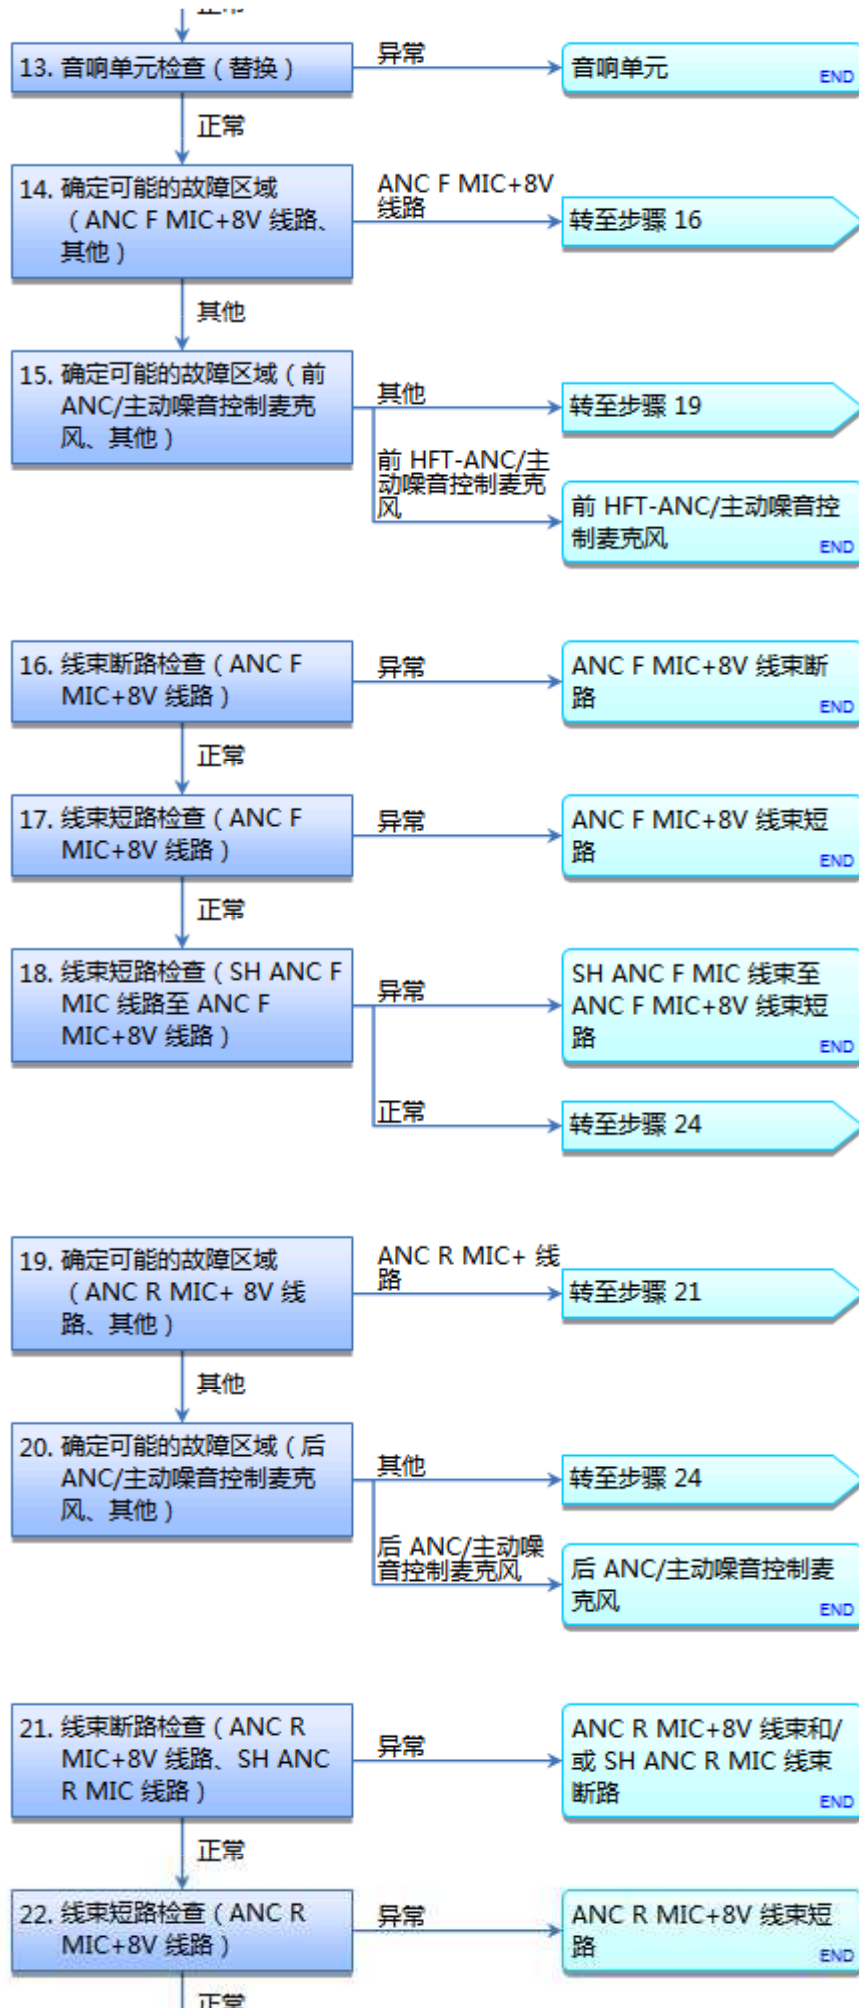 正常
13. 音响单元检查（替换）
异常
音响单元
END
正常
14. 确定可能的故障区域
（ANC F MIC+8V 线路、
其他）
ANC F MIC+8V
线路
转至步骤 16
其他
15. 确定可能的故障区域（前
ANC/主动噪音控制麦克
风、其他）
其他
转至步骤 19
前 HFT-ANC/主
动噪音控制麦克
风
前 HFT-ANC/主动噪音控
制麦克风
END
16. 线束断路检查（ANC F
MIC+8V 线路）
异常
ANC F MIC+8V 线束断
路
END
正常
17. 线束短路检查（ANC F
MIC+8V 线路）
异常
ANC F MIC+8V 线束短
路
END
正常
18. 线束短路检查（SH ANC F
MIC 线路至 ANC F
MIC+8V 线路）
异常
SH ANC F MIC 线束至
ANC F MIC+8V 线束短
路
END
正常
转至步骤 24
19. 确定可能的故障区域
（ANC R MIC+ 8V 线
路、其他）
ANC R MIC+ 线
路
转至步骤 21
其他
20. 确定可能的故障区域（后
ANC/主动噪音控制麦克
风、其他）
其他
转至步骤 24
后 ANC/主动噪
音控制麦克风
后 ANC/主动噪音控制麦
克风
END
21. 线束断路检查（ANC R
MIC+8V 线路、SH ANC
R MIC 线路）
异常
ANC R MIC+8V 线束和/
或 SH ANC R MIC 线束
断路
END
正常
22. 线束短路检查（ANC R
MIC+8V 线路）
异常
ANC R MIC+8V 线束短
路
END
正常